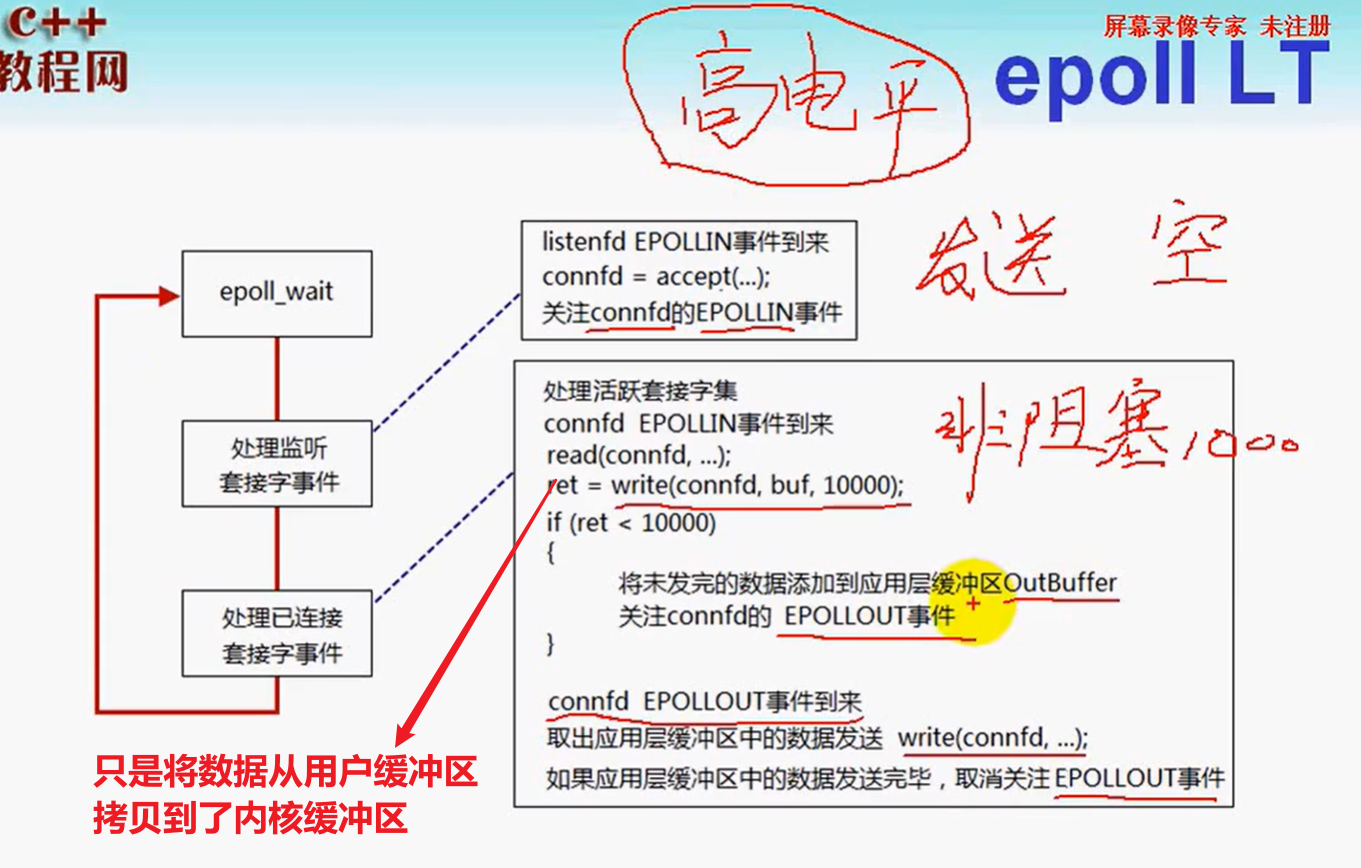 C++
教程网
屏幕录像专家 未注册
epoll LT
高电平
发送 空
epoll_wait
listenfd EPOLLIN事件到来
connfd = accept(...);
关注connfd的EPOLLIN事件
处理监听
套接字事件
处理已连接
套接字事件
处理活跃套接字集
connfd EPOLLIN事件到来
read(connfd, ...);
ret = write(connfd, buf, 10000);
非阻塞,1000
if (ret < 10000)
{
将未发完的数据添加到应用层缓冲区OutBuffer
关注connfd的 EPOLLOUT事件
}
connfd EPOLLOUT事件到来
取出应用层缓冲区中的数据发送 write(connfd, ...);
如果应用层缓冲区中的数据发送完毕，取消关注EPOLLOUT事件
只是将数据从用户缓冲区
拷贝到了内核缓冲区